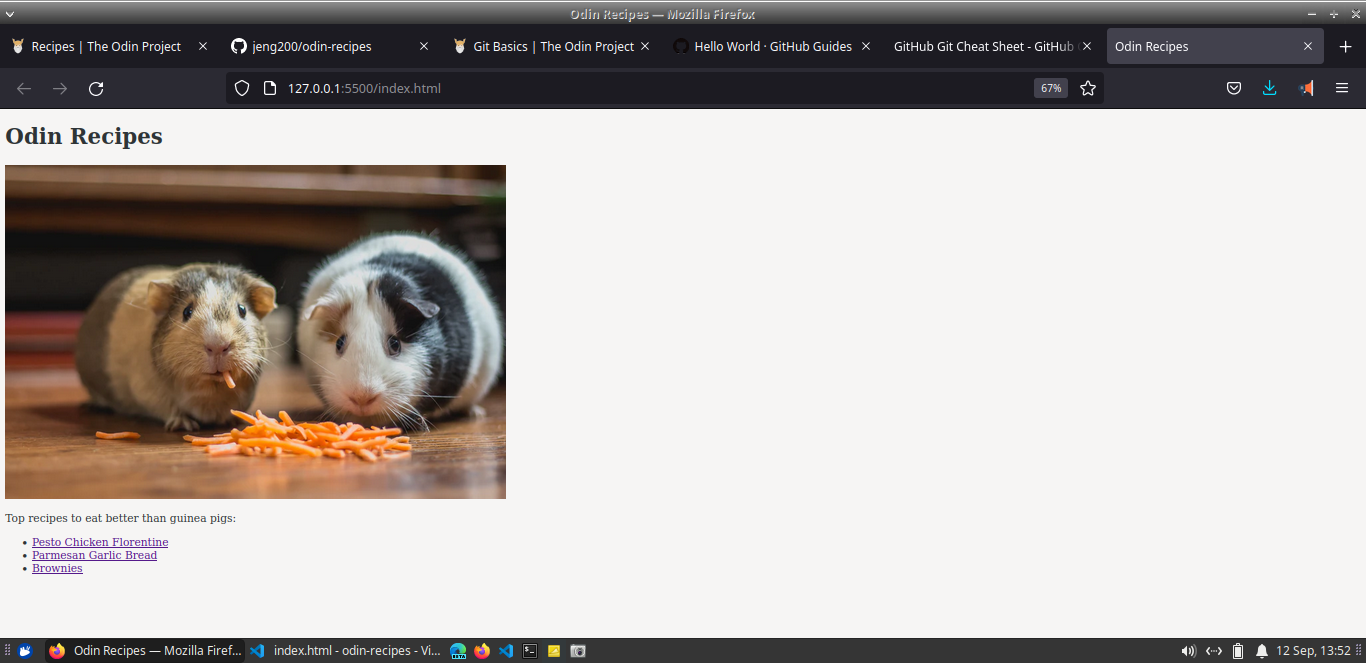 Odin Recipes — Mozilla Firefox
Recipes | The Odin Project
jeng200/odin-recipes
Git Basics | The Odin Project
Hello World · GitHub Guides
GitHub Git Cheat Sheet - GitHub
Odin Recipes
127.0.0.1:5500/index.html
67%
Odin Recipes
Top recipes to eat better than guinea pigs:
Pesto Chicken Florentine
Parmesan Garlic Bread
Brownies
Odin Recipes — Mozilla Firef...
index.html - odin-recipes - Vi...
12 Sep, 13:52